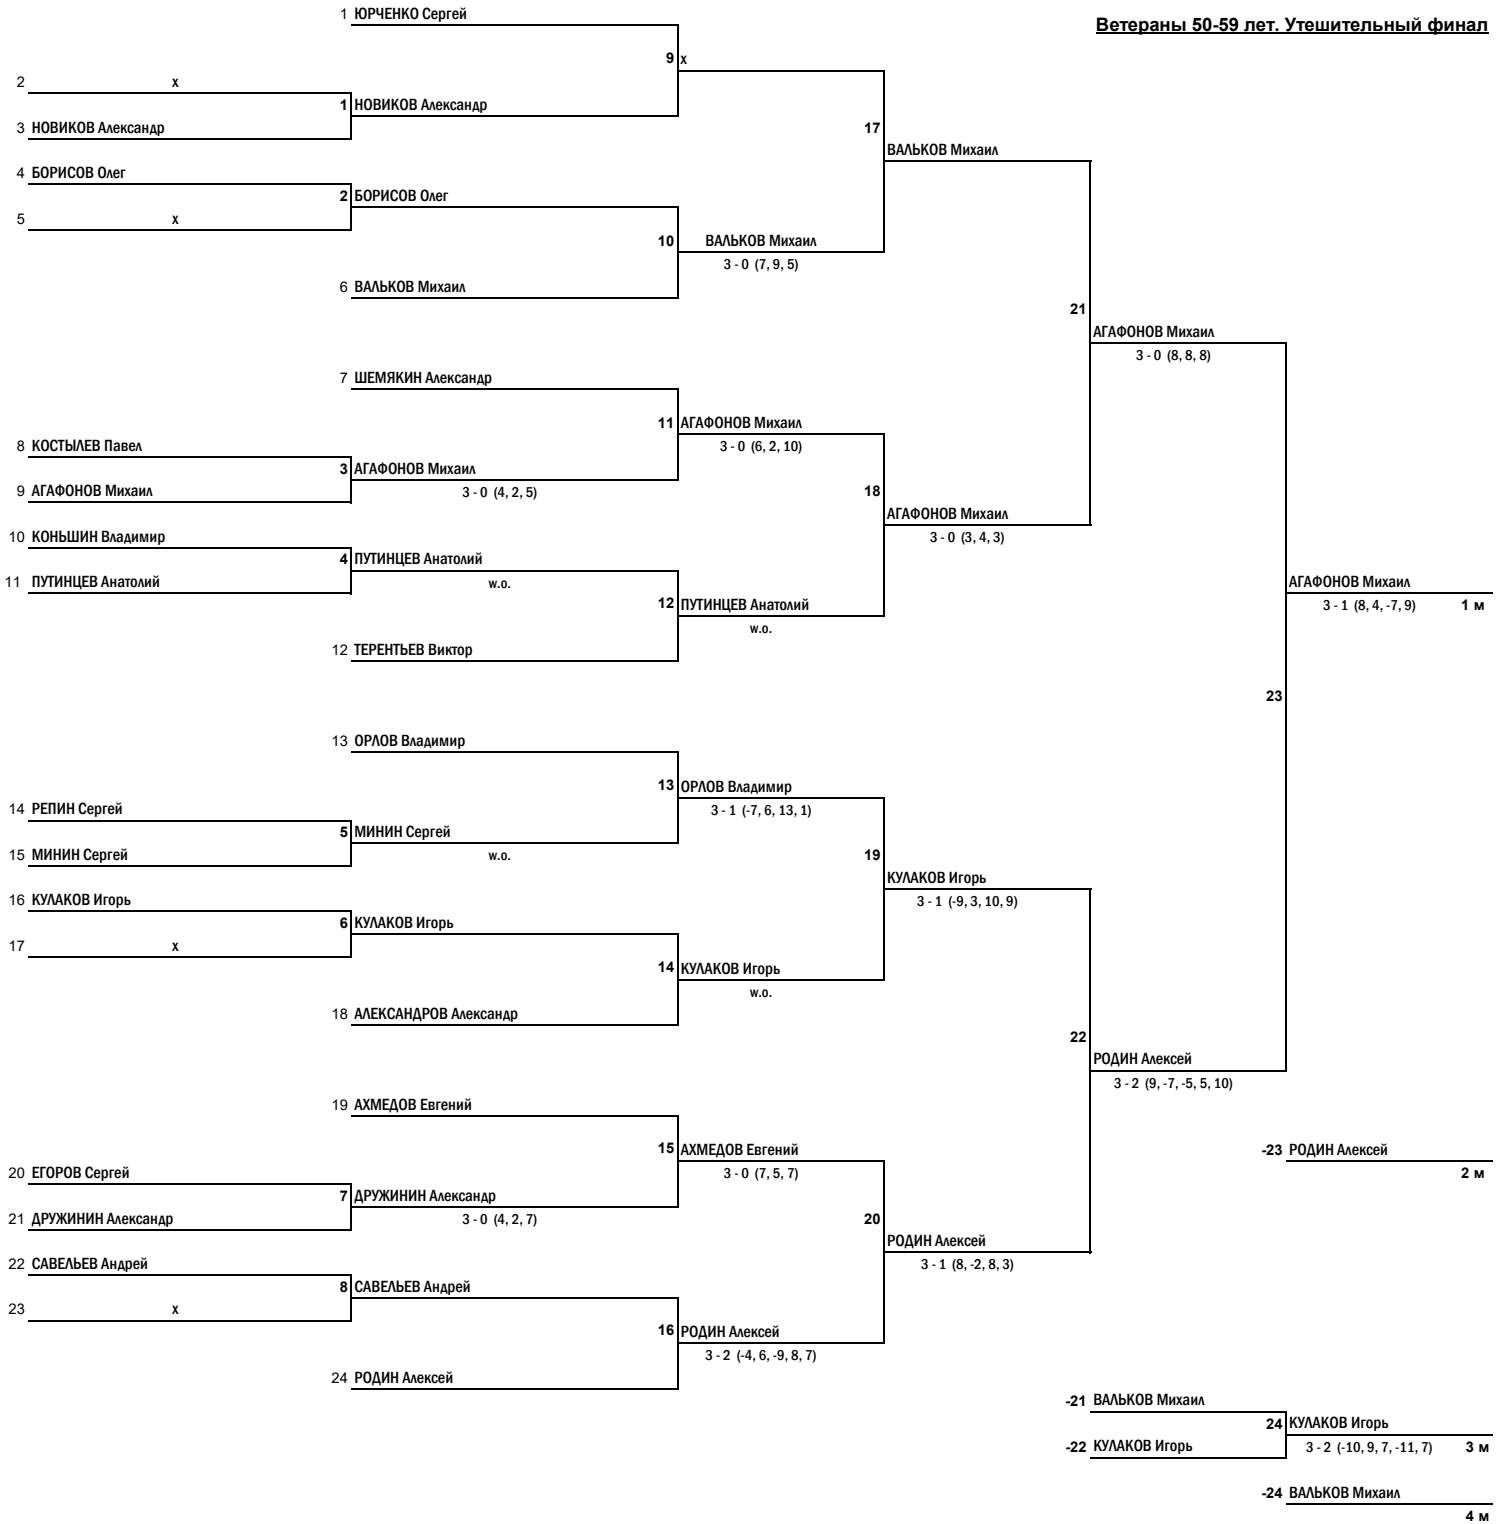 1 ЮРЧЕНКО Сергей
Ветераны 50-59 лет. Утешительный финал
9 x
2 x
1 НОВИКОВ Александр
3 НОВИКОВ Александр
17
ВАЛЬКОВ Михаил
4 БОРИСОВ Олег
2 БОРИСОВ Олег
5 x
10 ВАЛЬКОВ Михаил
3 - 0 (7, 9, 5)
6 ВАЛЬКОВ Михаил
21
АГАФОНОВ Михаил
3 - 0 (8, 8, 8)
7 ШЕМЯКИН Александр
11 АГАФОНОВ Михаил
3 - 0 (6, 2, 10)
8 КОСТЫЛЕВ Павел
3 АГАФОНОВ Михаил
3 - 0 (4, 2, 5)
9 АГАФОНОВ Михаил
18
АГАФОНОВ Михаил
3 - 0 (3, 4, 3)
10 КОНЬШИН Владимир
4 ПУТИНЦЕВ Анатолий
w.o.
11 ПУТИНЦЕВ Анатолий
АГАФОНОВ Михаил
3 - 1 (8, 4, -7, 9) 1 м
12 ПУТИНЦЕВ Анатолий
w.o.
12 ТЕРЕНТЬЕВ Виктор
23
13 ОРЛОВ Владимир
13 ОРЛОВ Владимир
3 - 1 (-7, 6, 13, 1)
14 РЕПИН Сергей
5 МИНИН Сергей
w.o.
15 МИНИН Сергей
19
КУЛАКОВ Игорь
3 - 1 (-9, 3, 10, 9)
16 КУЛАКОВ Игорь
6 КУЛАКОВ Игорь
17 x
14 КУЛАКОВ Игорь
w.o.
18 АЛЕКСАНДРОВ Александр
22
РОДИН Алексей
3 - 2 (9, -7, -5, 5, 10)
19 АХМЕДОВ Евгений
15 АХМЕДОВ Евгений
3 - 0 (7, 5, 7)
-23 РОДИН Алексей
2 м
20 ЕГОРОВ Сергей
7 ДРУЖИНИН Александр
3 - 0 (4, 2, 7)
21 ДРУЖИНИН Александр
20
РОДИН Алексей
3 - 1 (8, -2, 8, 3)
22 САВЕЛЬЕВ Андрей
8 САВЕЛЬЕВ Андрей
23 x
16 РОДИН Алексей
3 - 2 (-4, 6, -9, 8, 7)
24 РОДИН Алексей
-21 ВАЛЬКОВ Михаил
24 КУЛАКОВ Игорь
-22 КУЛАКОВ Игорь
3 - 2 (-10, 9, 7, -11, 7) 3 м
-24 ВАЛЬКОВ Михаил
4 м